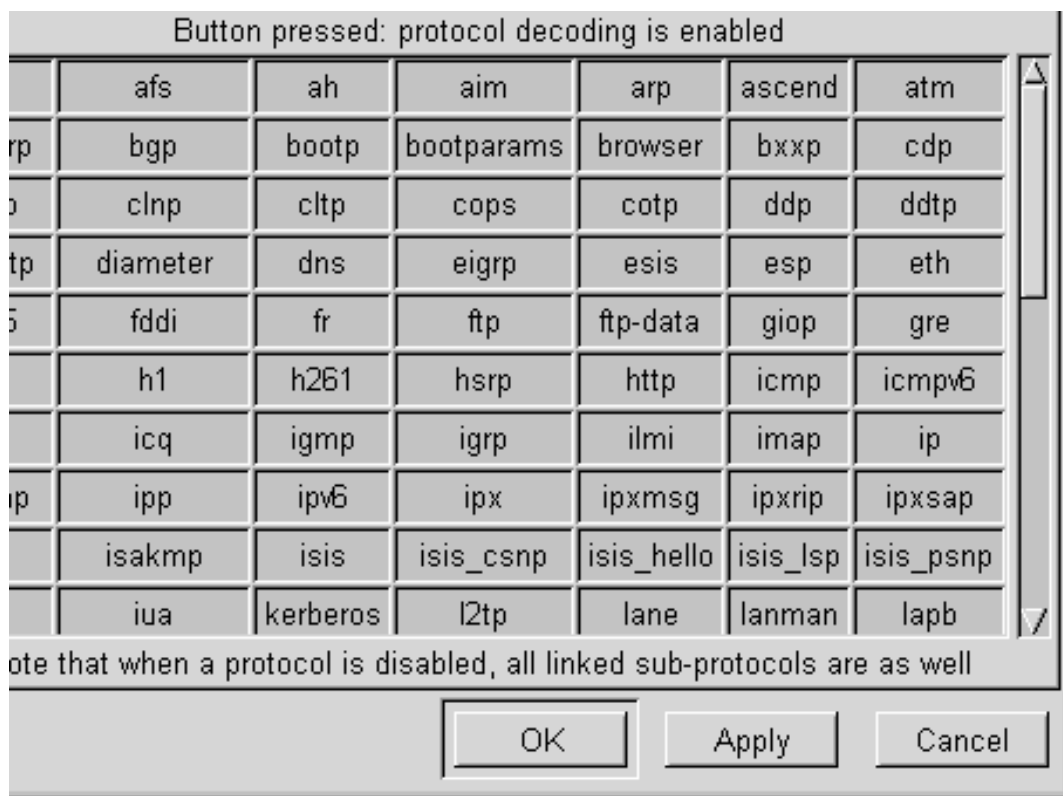 Button pressed: protocol decoding is enabled
afs ah aim arp ascend atm
rp bgp bootp bootparams browser bxxp cdp
clnp cltp cops cotp ddp ddtp
tp diameter dns eigrp esis esp eth
fddi fr ftp ftp-data giop gre
h1 h261 hsrp http icmp icmpv6
icq igmp igrp ilmi imap ip
ipp ipv6 ipx ipxmsg ipxrip ipxsap
isakmp isis isis_csnp isis_hello isis_lsp isis_psnp
iua kerberos l2tp lane lanman lapb
ote that when a protocol is disabled, all linked sub-protocols are as well
OK Apply Cancel